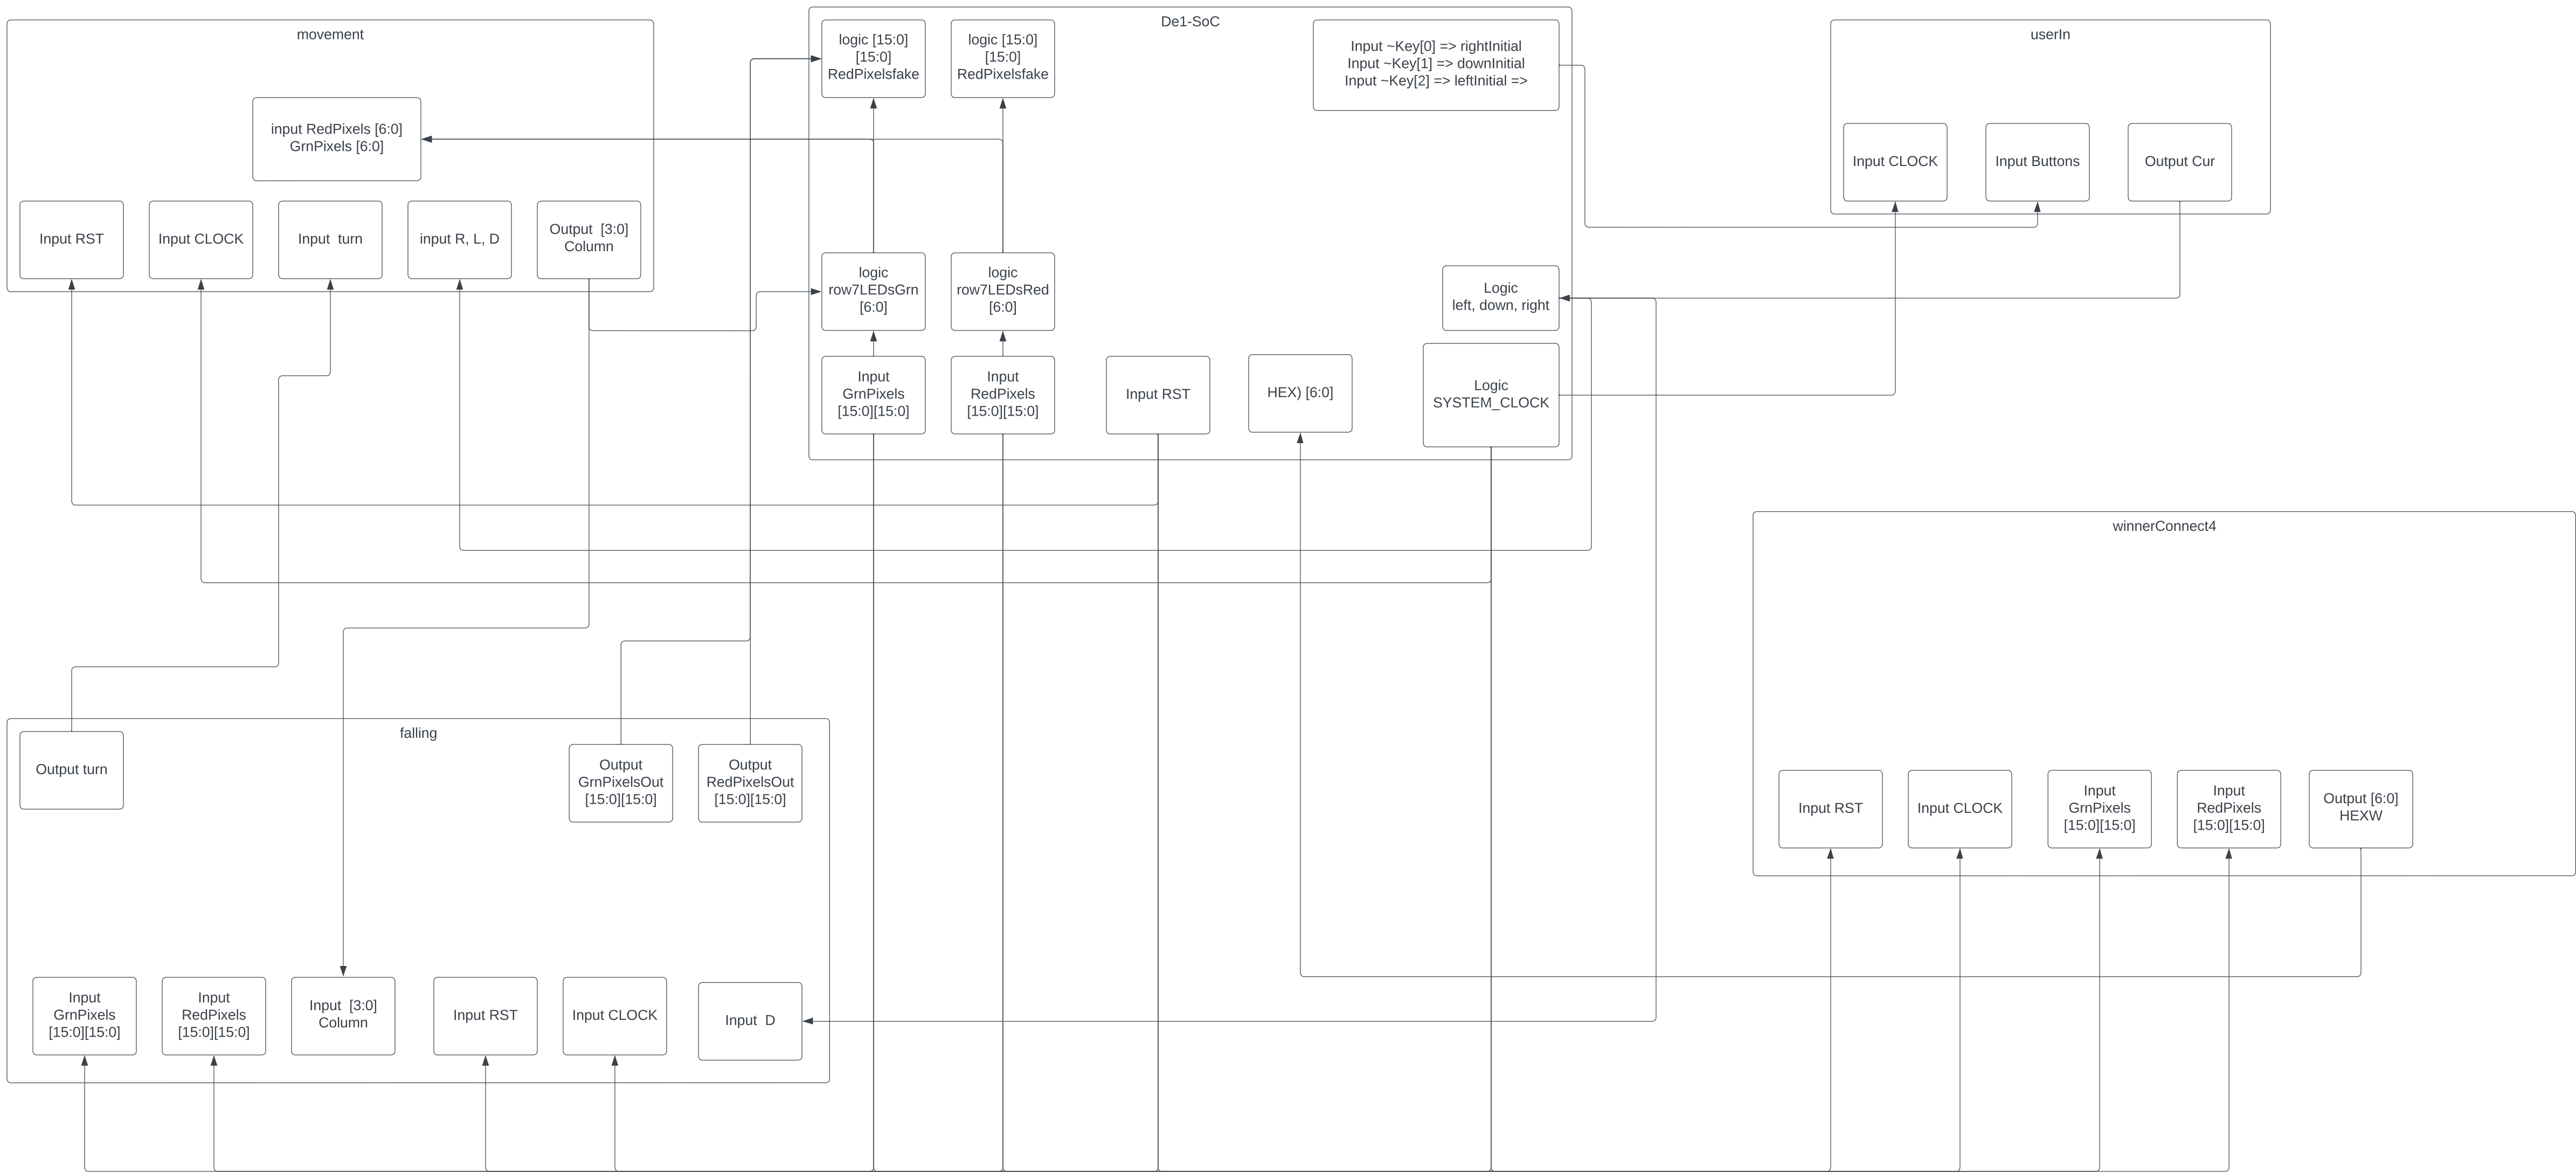 movement
input RedPixels [6:0]
GrnPixels [6:0]
Input RST
Input CLOCK
Input turn
input R, L, D
Output [3:0]
Column
De1-SoC
logic [15:0]
[15:0]
RedPixelsfake
logic [15:0]
[15:0]
RedPixelsfake
Input ~Key[0] => rightInitial
Input ~Key[1] => downInitial
Input ~Key[2] => leftInitial =>
logic
row7LEDsGrn
[6:0]
logic
row7LEDsRed
[6:0]
Logic
left, down, right
Input
GrnPixels
[15:0][15:0]
Input
RedPixels
[15:0][15:0]
Input RST
HEX) [6:0]
Logic
SYSTEM_CLOCK
userIn
Input CLOCK
Input Buttons
Output Cur
winnerConnect4
Input RST
Input CLOCK
Input
GrnPixels
[15:0][15:0]
Input
RedPixels
[15:0][15:0]
Output [6:0]
HEXW
falling
Output turn
Output
GrnPixelsOut
[15:0][15:0]
Output
RedPixelsOut
[15:0][15:0]
Input
GrnPixels
[15:0][15:0]
Input
RedPixels
[15:0][15:0]
Input [3:0]
Column
Input RST
Input CLOCK
Input D